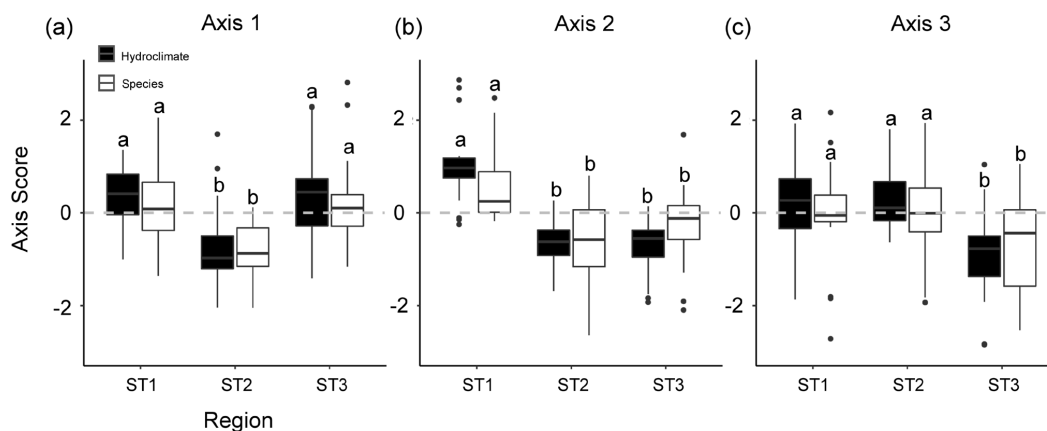 (a) Axis 1 (b) Axis 2 (c) Axis 3
Hydroclimate
Species
Axis Score
2
0
-2
a a b b a a
ST1 ST2 ST3
2
0
-2
a a b b b b
ST1 ST2 ST3
2
0
-2
a a a a b b
ST1 ST2 ST3
Region